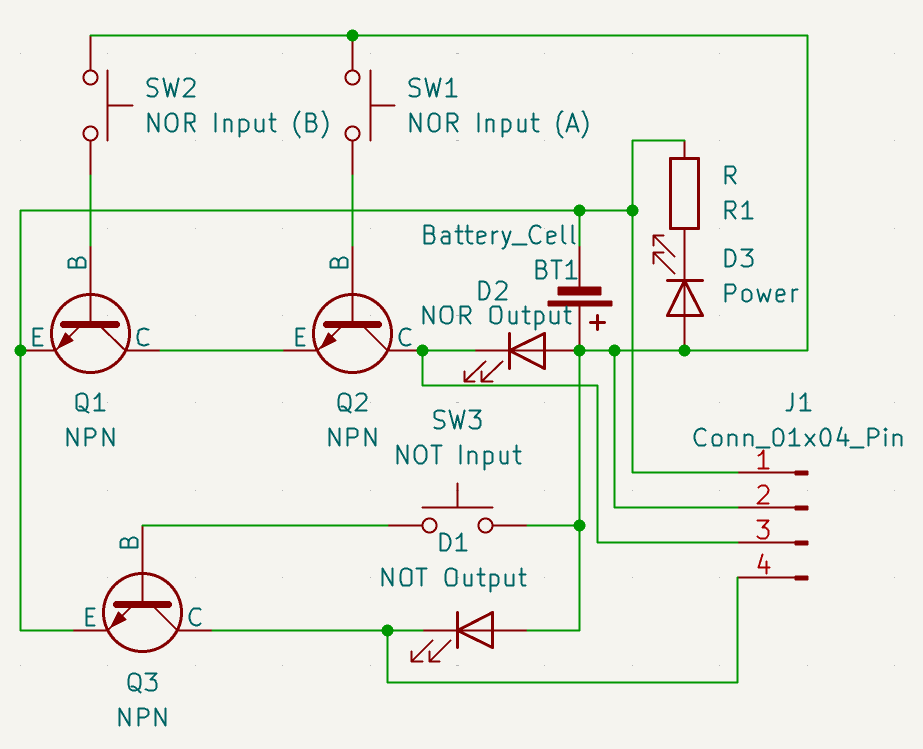 SW2
NOR Input (B)
SW1
NOR Input (A)
R
R1
Battery_Cell
B
B
D3
BT1
Power
D2
NOR Output
+
E
C
E
C
Q1
NPN
Q2
NPN
SW3
NOT Input
J1
Conn_01x04_Pin
1
2
3
4
B
D1
NOT Output
E
C
Q3
NPN